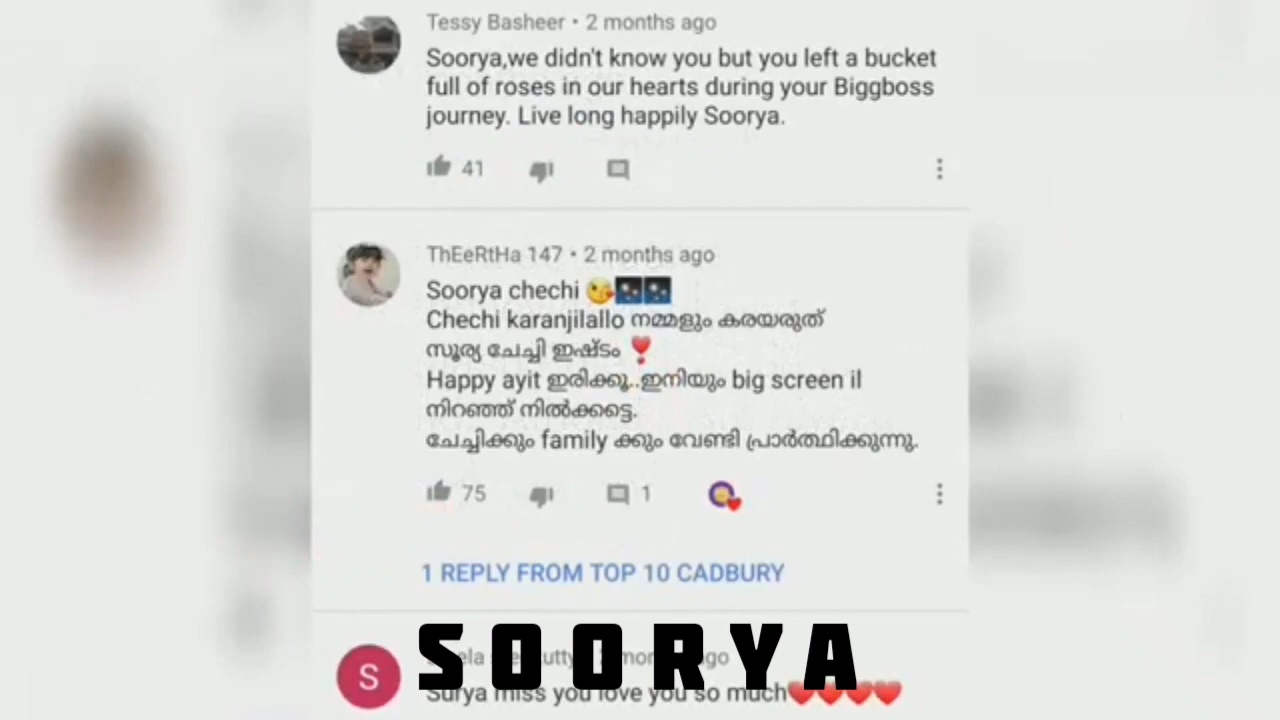 Tessy Basheer • 2 months ago
Soorya,we didn't know you but you left a bucket
full of roses in our hearts during your Biggboss
journey. Live long happily Soorya.
41
ThEeRtHa 147 • 2 months ago
Soorya chechi 😘🎆🎆
Chechi karanjilallo നമ്മളും കരയരുത്
സൂര്യ ചേച്ചി ഇഷ്ടം ❣️
Happy ayit ഇരിക്കൂ..ഇനിയും big screen il
നിറഞ്ഞ് നിൽക്കട്ടെ.
ചേച്ചിക്കും family ക്കും വേണ്ടി പ്രാർത്ഥിക്കുന്നു.
75 1
1 REPLY FROM TOP 10 CADBURY
S
SOORYA
Surya miss you love you so much❤️❤️❤️❤️